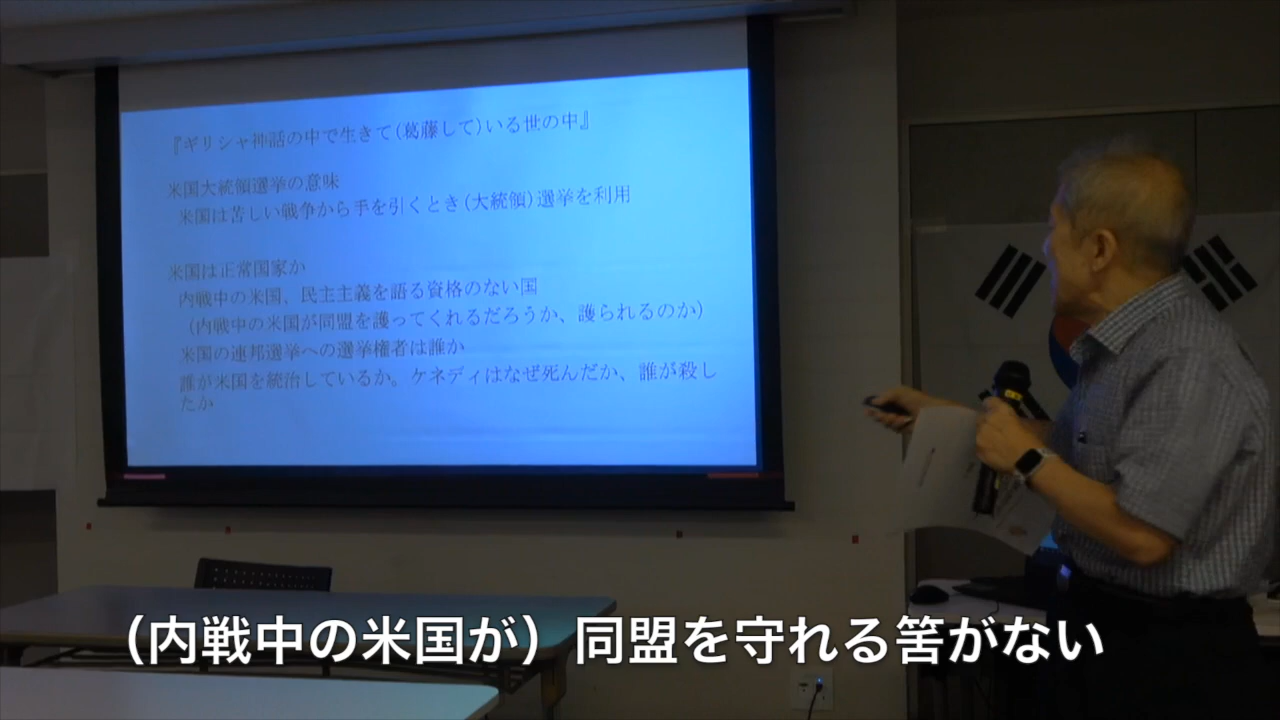 『ギリシャ神話の中で生きて(葛藤して)いる世の中』
米国大統領選挙の意味
米国は苦しい戦争から手を引くとき(大統領)選挙を利用
米国は正常国家か
内戦中の米国、民主主義を語る資格のない国
(内戦中の米国が同盟を護ってくれるだろうか、護られるのか)
米国の連邦選挙への選挙権者は誰か
誰が米国を統治しているか。ケネディはなぜ死んだか、誰が殺し
たか
(内戦中の米国が)同盟を守れる筈がない